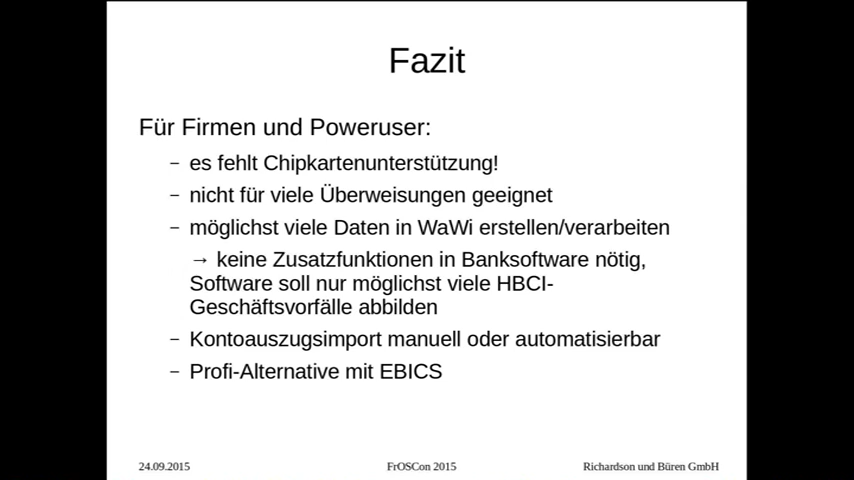 Fazit
Für Firmen und Poweruser:
– es fehlt Chipkartenunterstützung!
– nicht für viele Überweisungen geeignet
– möglichst viele Daten in WaWi erstellen/verarbeiten
→ keine Zusatzfunktionen in Banksoftware nötig,
Software soll nur möglichst viele HBCI-
Geschäftsvorfälle abbilden
– Kontoauszugsimport manuell oder automatisierbar
– Profi-Alternative mit EBICS
24.09.2015 FrOSCon 2015 Richardson und Büren GmbH